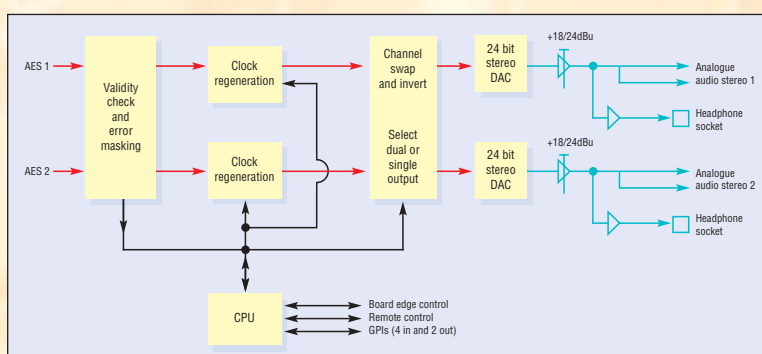 +18/24dBu
AES 1
Validity
check
and
error
masking
Clock
regeneration
Channel
swap
and invert
24 bit
stereo
DAC
Analogue
audio stereo 1
Headphone
socket
+18/24dBu
AES 2
Clock
regeneration
Select
dual or
single
output
24 bit
stereo
DAC
Analogue
audio stereo 2
Headphone
socket
CPU
Board edge control
Remote control
GPIs (4 in and 2 out)